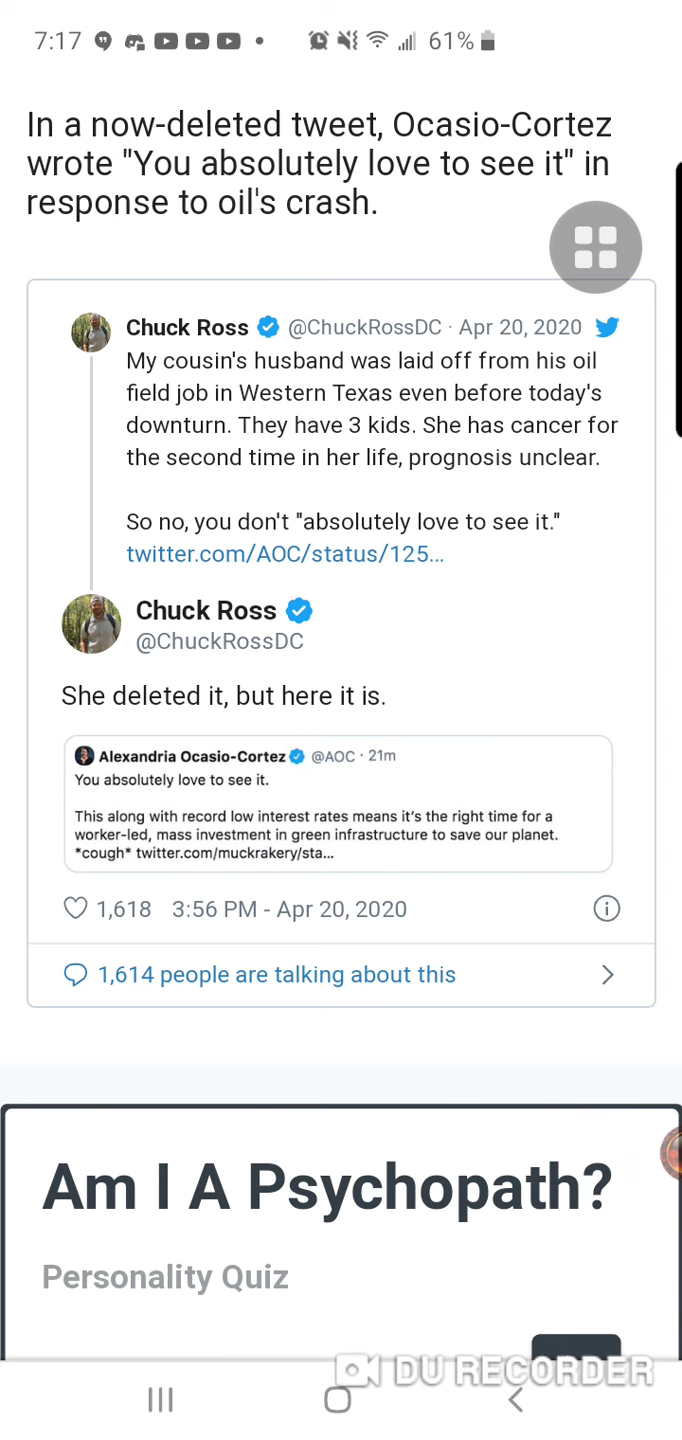 7:17
61%
In a now-deleted tweet, Ocasio-Cortez
wrote "You absolutely love to see it" in
response to oil's crash.
Chuck Ross @ChuckRossDC · Apr 20, 2020
My cousin's husband was laid off from his oil
field job in Western Texas even before today's
downturn. They have 3 kids. She has cancer for
the second time in her life, prognosis unclear.
So no, you don't "absolutely love to see it."
twitter.com/AOC/status/125...
Chuck Ross
@ChuckRossDC
She deleted it, but here it is.
Alexandria Ocasio-Cortez @AOC · 21m
You absolutely love to see it.
This along with record low interest rates means it's the right time for a
worker-led, mass investment in green infrastructure to save our planet.
*cough* twitter.com/muckrakery/sta...
1,618 3:56 PM - Apr 20, 2020
1,614 people are talking about this
Am I A Psychopath?
Personality Quiz
DU RECORDER